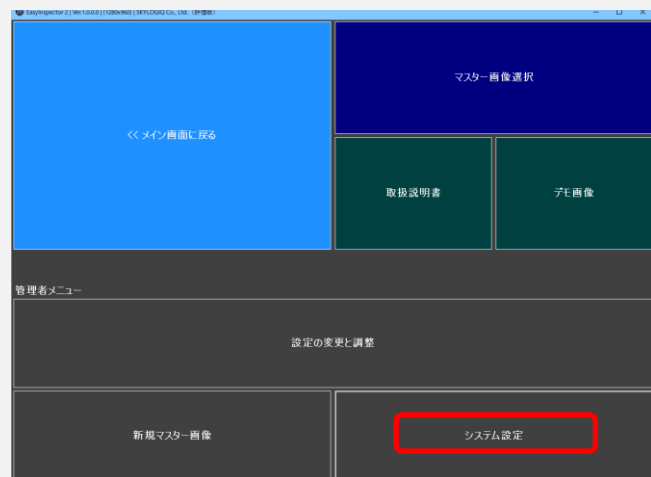 EasyInspector 2 | Ver.1.0.0.0 | (1280x960) | SKYLOGIQ Co., Ltd. (評価版)
<< メイン画面に戻る
マスター画像選択
取扱説明書
デモ画像
管理者メニュー
設定の変更と調整
新規マスター画像
システム設定